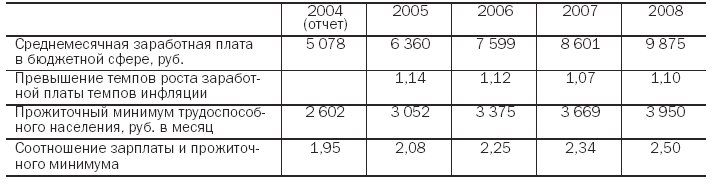 2004 2005 2006 2007 2008
(отчет)
Среднемесячная заработная плата 5 078 6 360 7 599 8 601 9 875
в бюджетной сфере, руб.
Превышение темпов роста заработ- 1,14 1,12 1,07 1,10
ной платы темпов инфляции
Прожиточный минимум трудоспособ- 2 602 3 052 3 375 3 669 3 950
ного населения, руб. в месяц
Соотношение зарплаты и прожиточ- 1,95 2,08 2,25 2,34 2,50
ного минимума